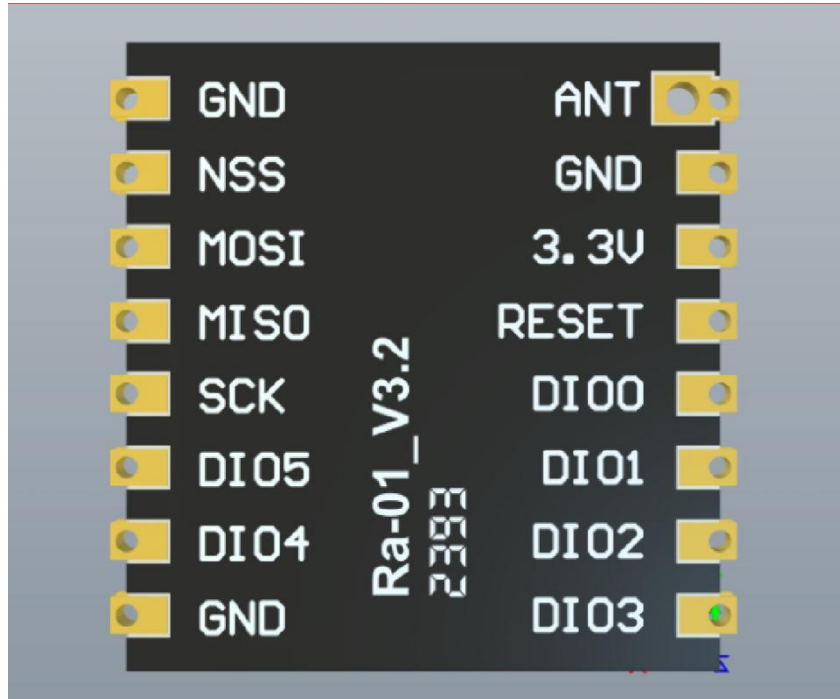 GND
NSS
MOSI
MISO
SCK
DIO5
DIO4
GND
ANT
GND
3.3V
RESET
DIO0
DIO1
DIO2
DIO3
Ra-01_V3.2
2393
Z